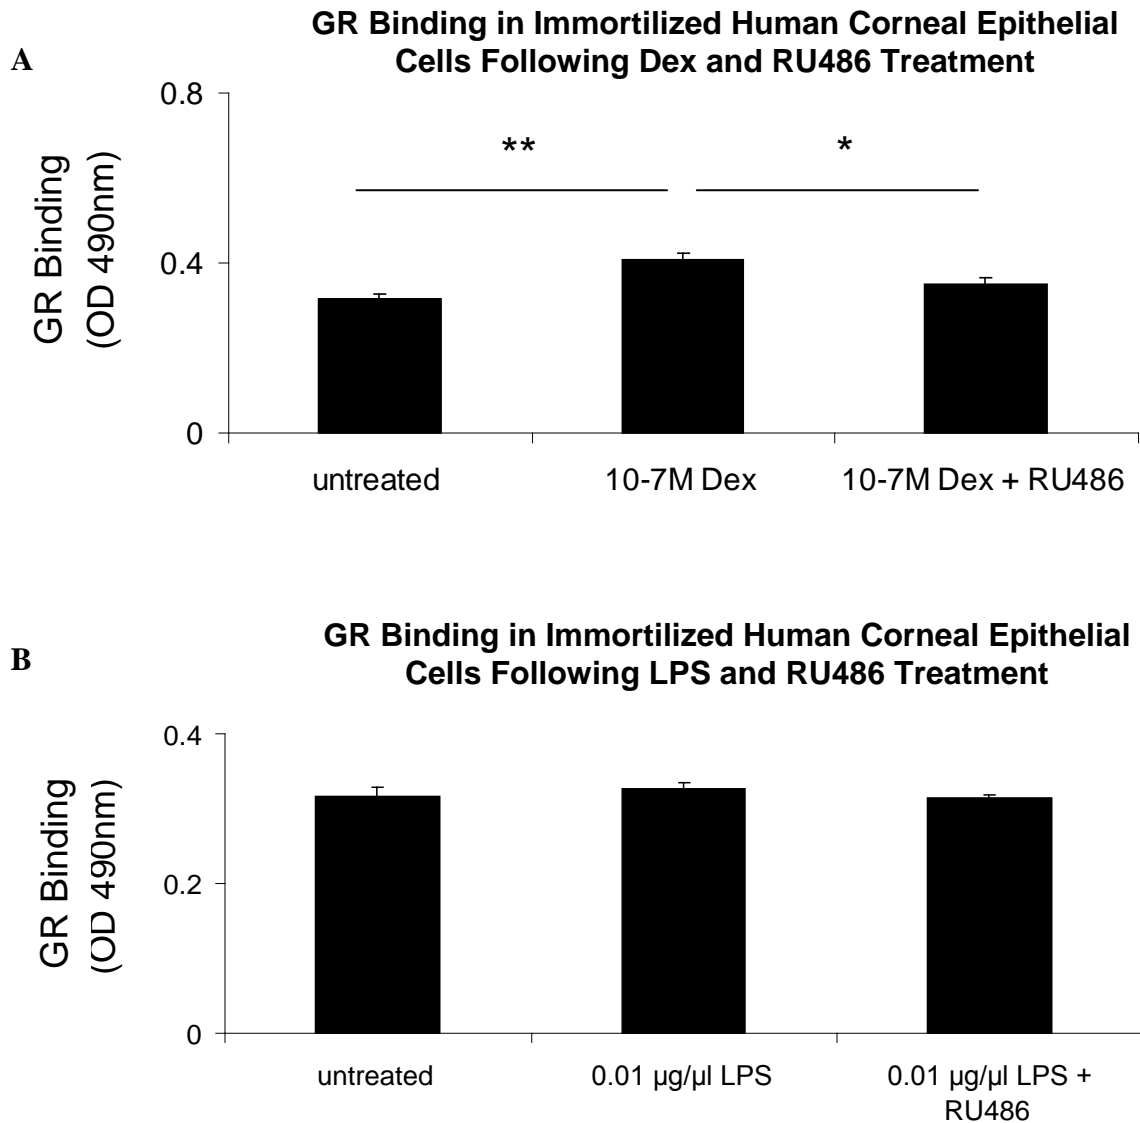 A
GR Binding in Immortilized Human Corneal Epithelial
Cells Following Dex and RU486 Treatment
GR Binding
(OD 490nm)
0.8
0.4
0
**
*
untreated
10-7M Dex
10-7M Dex + RU486
B
GR Binding in Immortilized Human Corneal Epithelial
Cells Following LPS and RU486 Treatment
GR Binding
(OD 490nm)
0.4
0.2
0
untreated
0.01 µg/µl LPS
0.01 µg/µl LPS +
RU486